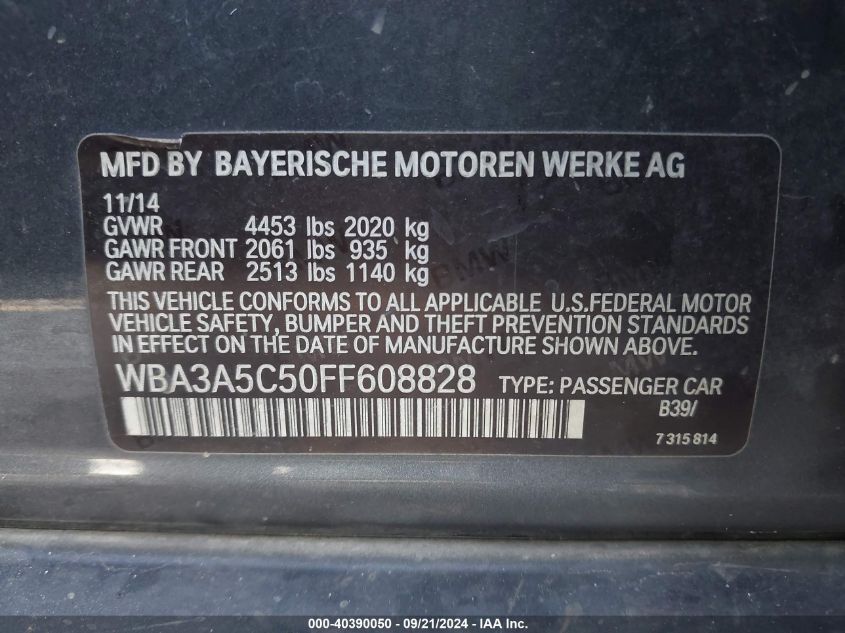 MFD BY BAYERISCHE MOTOREN WERKE AG
11/14
GVWR 4453 lbs 2020 kg
GAWR FRONT 2061 lbs 935 kg
GAWR REAR 2513 lbs 1140 kg
THIS VEHICLE CONFORMS TO ALL APPLICABLE U.S.FEDERAL MOTOR
VEHICLE SAFETY, BUMPER AND THEFT PREVENTION STANDARDS
IN EFFECT ON THE DATE OF MANUFACTURE SHOWN ABOVE.
WBA3A5C50FF608828 TYPE: PASSENGER CAR
B39/
7 315 814
000-40390050 - 09/21/2024 - IAA Inc.